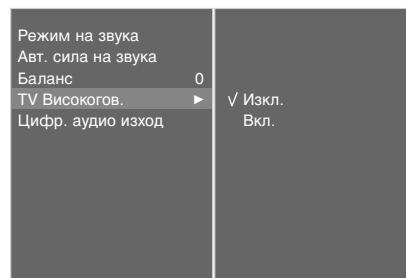 Режим на звука
Авт. сила на звука
Баланс 0
TV Високогов. ►
Цифр. аудио изход
√ Изкл.
Вкл.